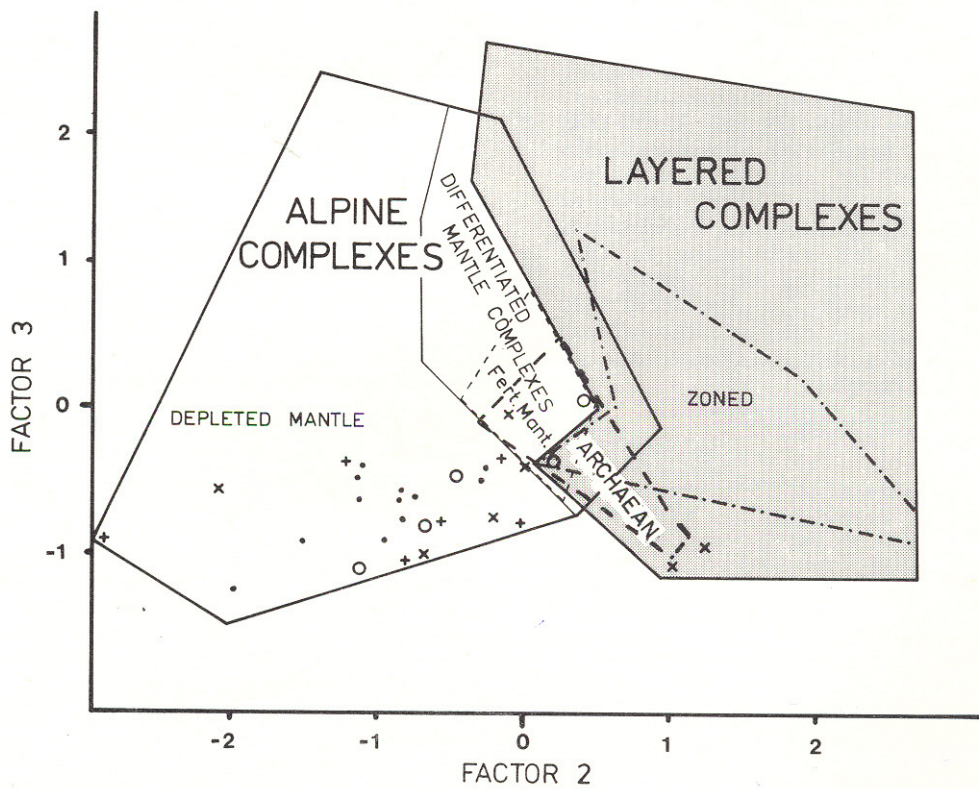 2
1
0
-1
FACTOR 3
ALPINE
COMPLEXES
LAYERED
COMPLEXES
DIFFERENTIATED
MANTLE COMPLEXES
Fert. Mant.
DEPLETED MANTLE
ZONED
ARCHAEAN
-2
-1
0
1
2
FACTOR 2